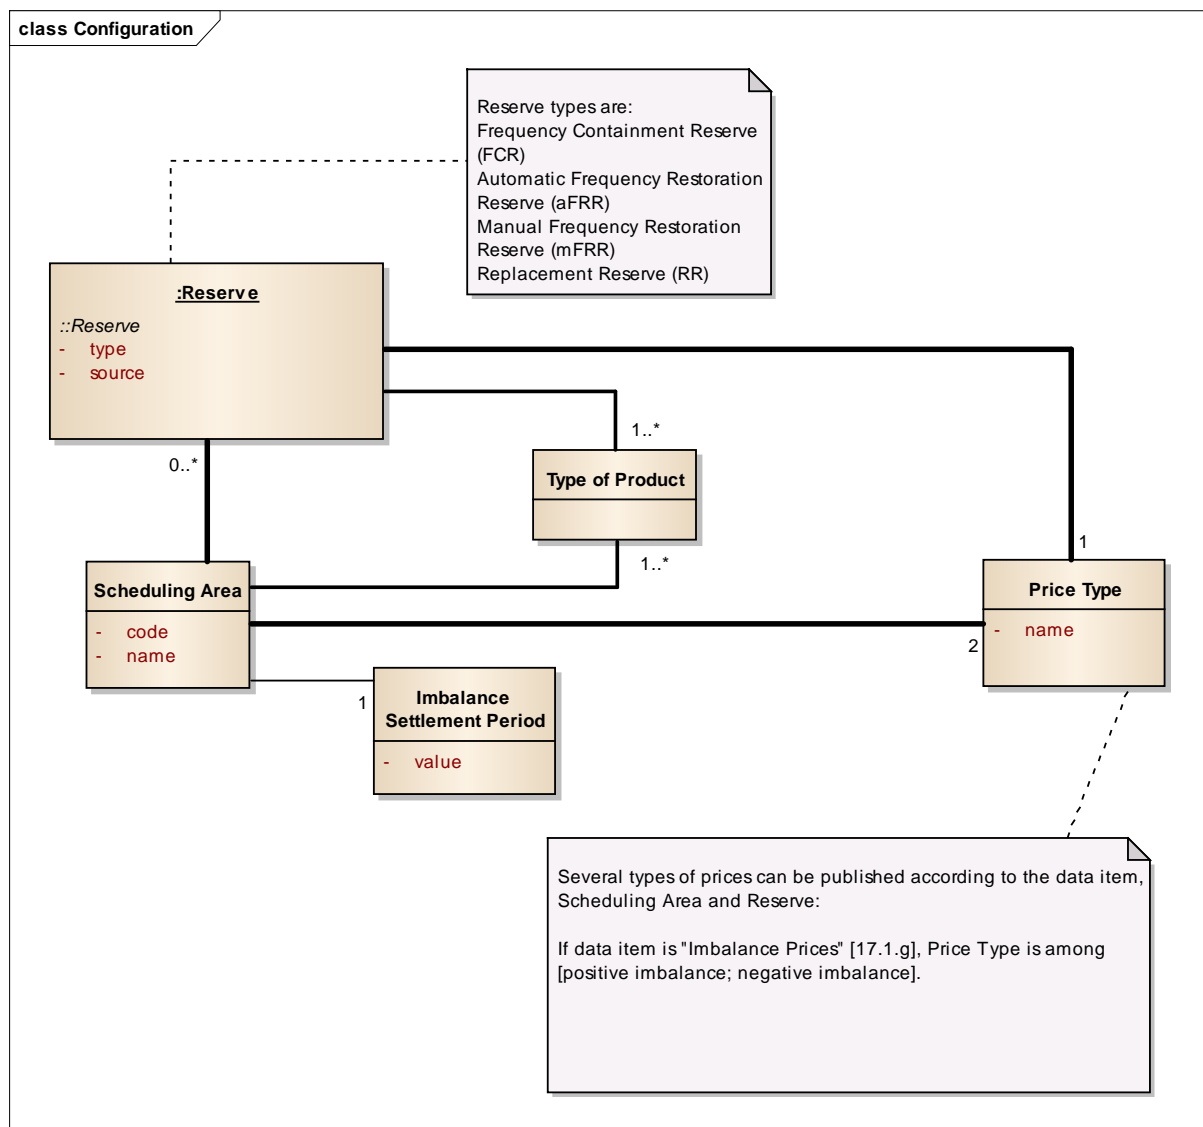 class Configuration
Reserve types are:
Frequency Containment Reserve
(FCR)
Automatic Frequency Restoration
Reserve (aFRR)
Manual Frequency Restoration
Reserve (mFRR)
Replacement Reserve (RR)
:Reserve
::Reserve
- type
- source
0..*
1..*
Type of Product
1..*
Scheduling Area
- code
- name
1
Price Type
- name
2
1
Imbalance
Settlement Period
- value
Several types of prices can be published according to the data item,
Scheduling Area and Reserve:
If data item is "Imbalance Prices" [17.1.g], Price Type is among
[positive imbalance; negative imbalance].